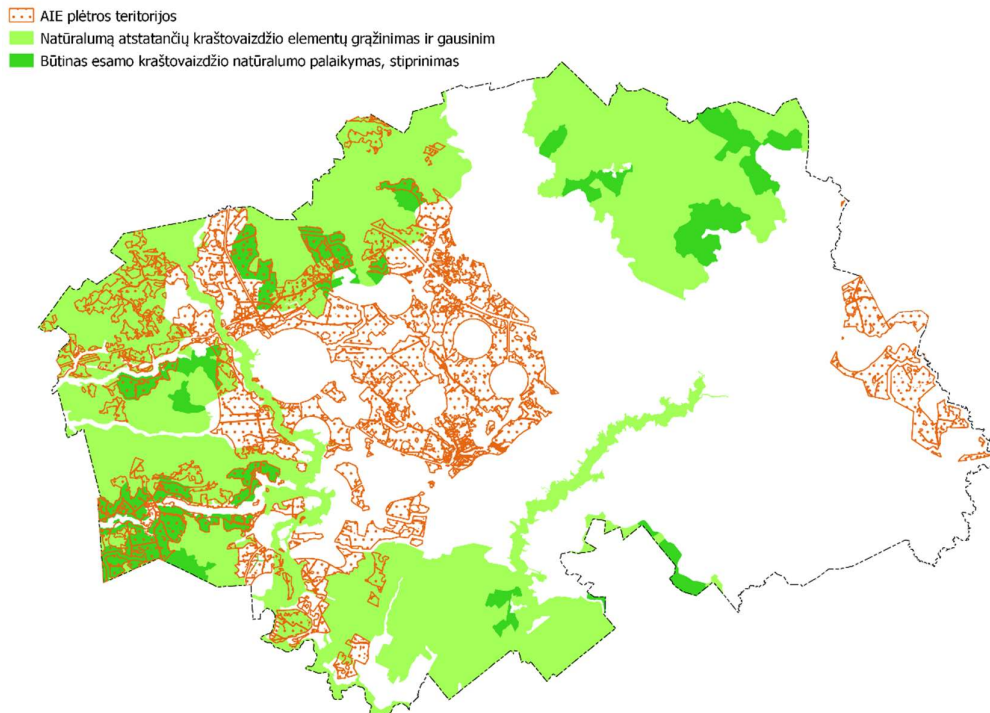 AIE plėtros teritorijos
Natūralumą atstatančių kraštovaizdžio elementų grąžinimas ir gausinim
Būtinas esamo kraštovaizdžio natūralumo palaikymas, stiprinimas